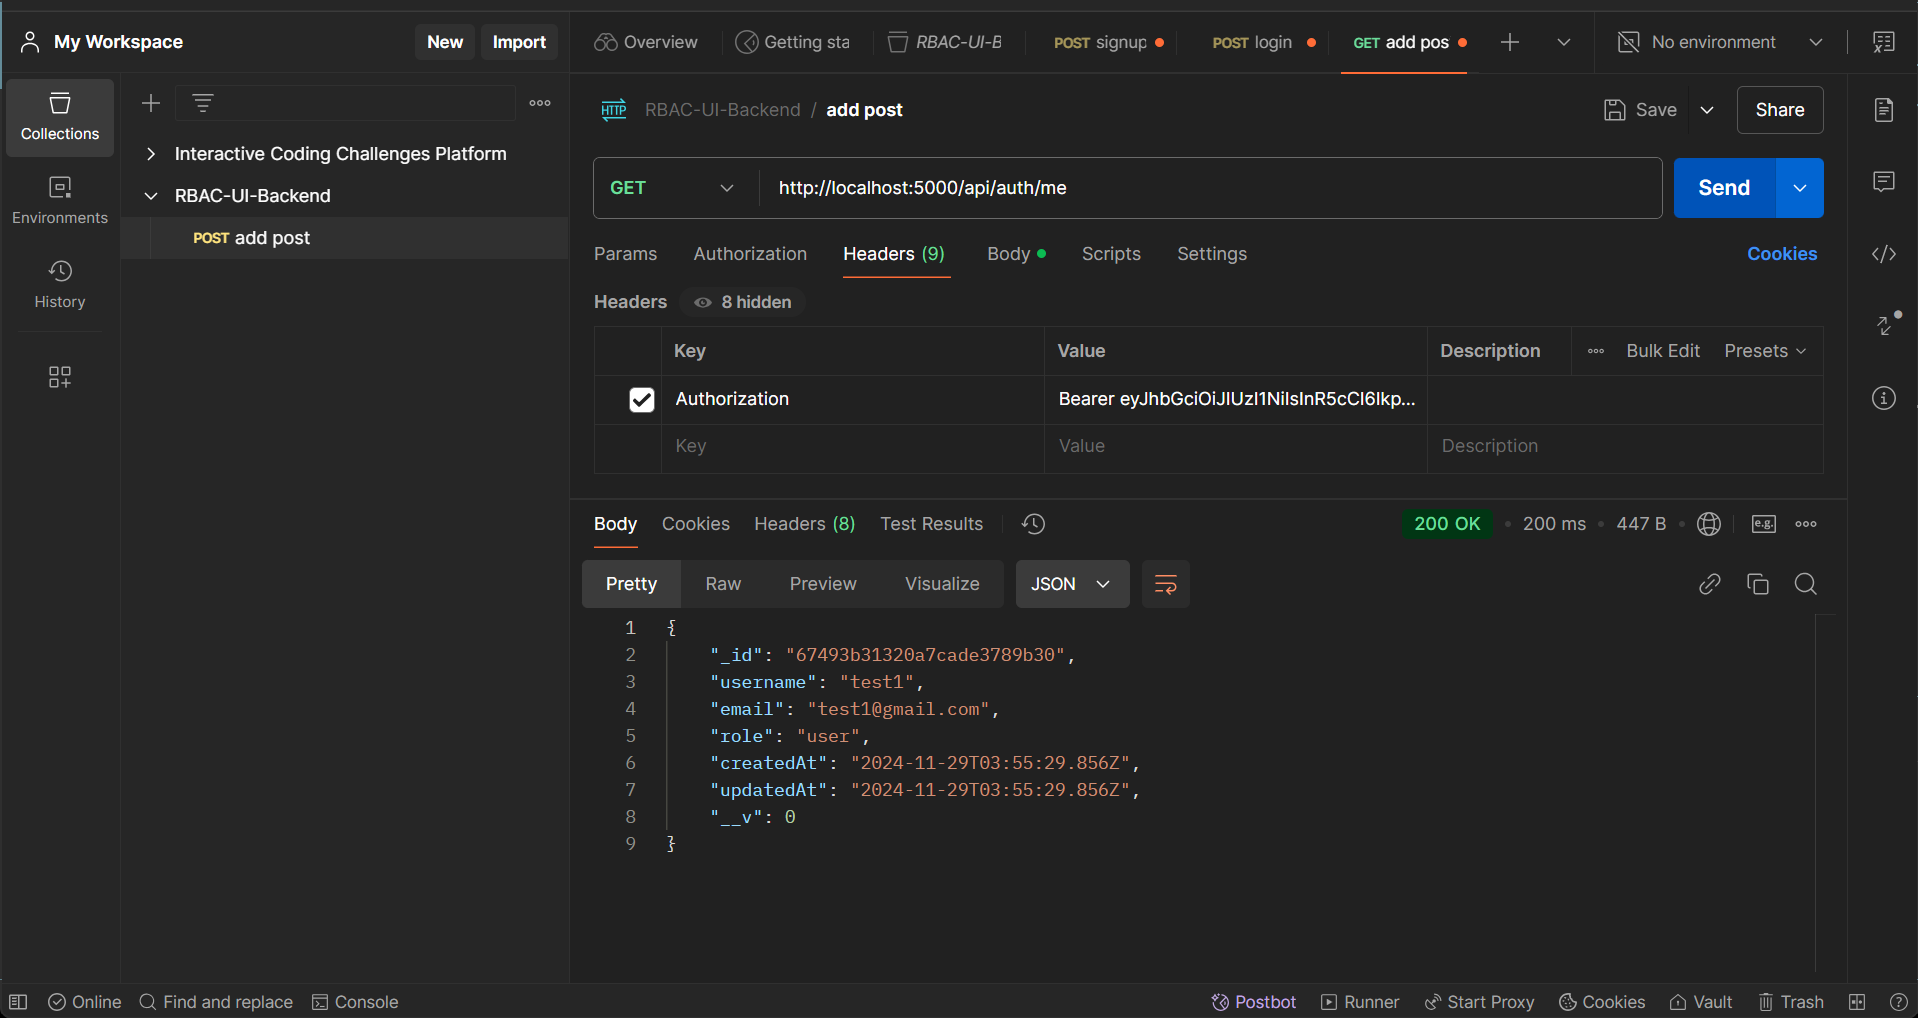 My Workspace
New
Import
Overview
Getting sta
RBAC-UI-B
POST signup
POST login
GET add pos
No environment
Collections
Environments
History
Interactive Coding Challenges Platform
RBAC-UI-Backend
POST add post
HTTP RBAC-UI-Backend / add post
Save
Share
GET
http://localhost:5000/api/auth/me
Send
Params Authorization Headers (9) Body Scripts Settings
Cookies
Headers 8 hidden
Key Value Description Bulk Edit Presets
Authorization Bearer eyJhbGciOiJIUzI1NiIsInR5cCI6Ikp...
Key Value Description
Body Cookies Headers (8) Test Results
200 OK 200 ms 447 B e.g.
Pretty Raw Preview Visualize JSON
1 {
2 "_id": "67493b31320a7cade3789b30",
3 "username": "test1",
4 "email": "test1@gmail.com",
5 "role": "user",
6 "createdAt": "2024-11-29T03:55:29.856Z",
7 "updatedAt": "2024-11-29T03:55:29.856Z",
8 "__v": 0
9 }
Online Find and replace Console
Postbot Runner Start Proxy Cookies Vault Trash